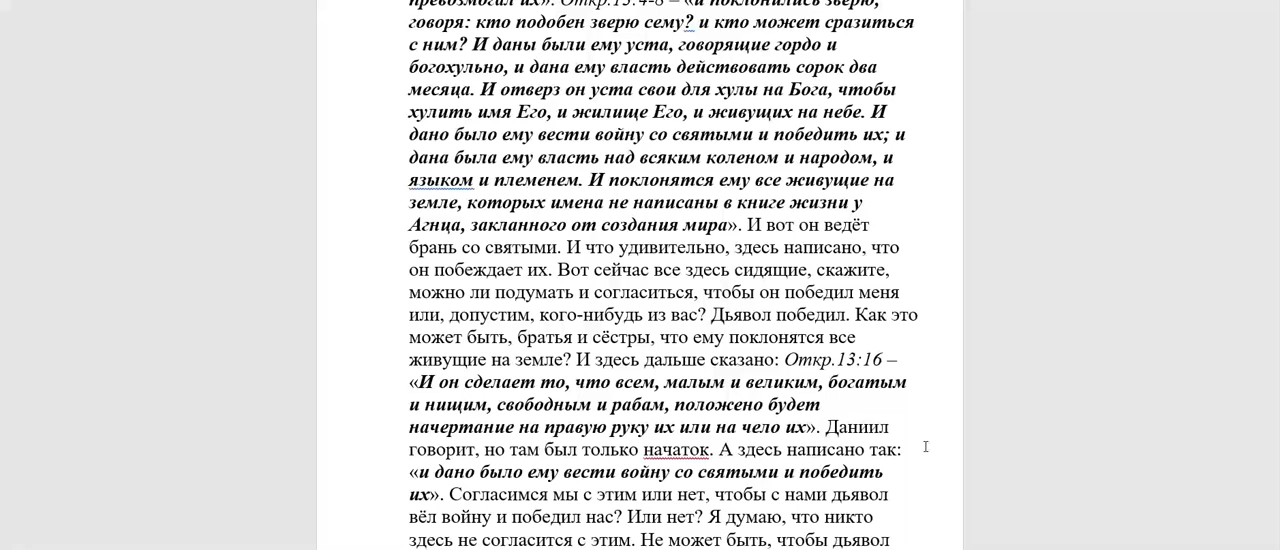 превозмогал их». Откр.13:4-8 – «и поклонились зверю,
говоря: кто подобен зверю сему? и кто может сразиться
с ним? И даны были ему уста, говорящие гордо и
богохульно, и дана ему власть действовать сорок два
месяца. И отверз он уста свои для хулы на Бога, чтобы
хулить имя Его, и жилище Его, и живущих на небе. И
дано было ему вести войну со святыми и победить их; и
дана была ему власть над всяким коленом и народом, и
языком и племенем. И поклонятся ему все живущие на
земле, которых имена не написаны в книге жизни у
Агнца, закланного от создания мира». И вот он ведёт
брань со святыми. И что удивительно, здесь написано, что
он побеждает их. Вот сейчас все здесь сидящие, скажите,
можно ли подумать и согласиться, чтобы он победил меня
или, допустим, кого-нибудь из вас? Дьявол победил. Как это
может быть, братья и сёстры, что ему поклонятся все
живущие на земле? И здесь дальше сказано: Откр.13:16 –
«И он сделает то, что всем, малым и великим, богатым
и нищим, свободным и рабам, положено будет
начертание на правую руку их или на чело их». Даниил
говорит, но там был только начаток. А здесь написано так:
«и дано было ему вести войну со святыми и победить
их». Согласимся мы с этим или нет, чтобы с нами дьявол
вёл войну и победил нас? Или нет? Я думаю, что никто
здесь не согласится с этим. Не может быть, чтобы дьявол